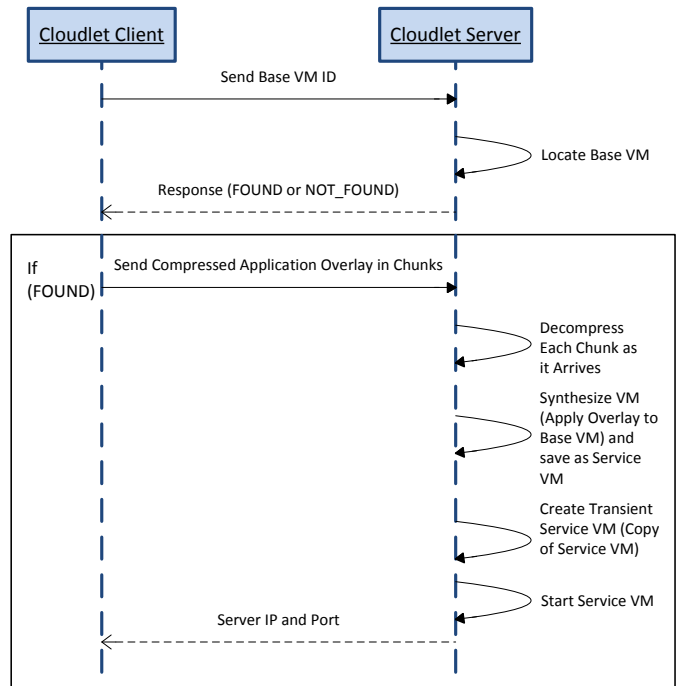 Cloudlet Client
Cloudlet Server
Send Base VM ID
Locate Base VM
Response (FOUND or NOT_FOUND)
If
(FOUND)
Send Compressed Application Overlay in Chunks
Decompress
Each Chunk as
it Arrives
Synthesize VM
(Apply Overlay to
Base VM) and
save as Service
VM
Create Transient
Service VM (Copy
of Service VM)
Start Service VM
Server IP and Port